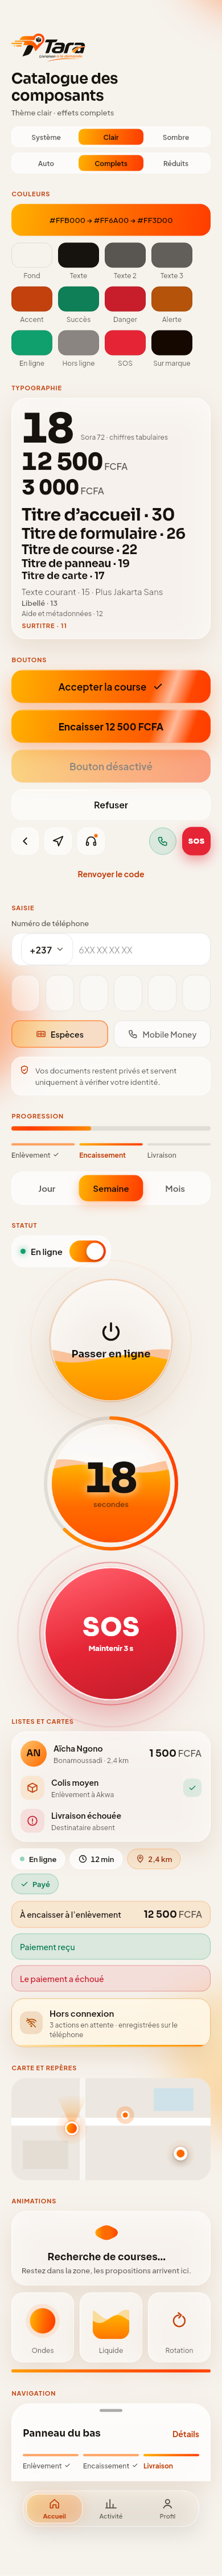 Tara
Livraison à la demande
Catalogue des
composants
Thème clair · effets complets
Système Clair Sombre
Auto Complets Réduits
COULEURS
#FFB000 → #FF6A00 → #FF3D00
Fond Texte Texte 2 Texte 3
Accent Succès Danger Alerte
En ligne Hors ligne SOS Sur marque
TYPOGRAPHIE
18 Sora 72 · chiffres tabulaires
12 500 FCFA
3 000 FCFA
Titre d'accueil · 30
Titre de formulaire · 26
Titre de course · 22
Titre de panneau · 19
Titre de carte · 17
Texte courant · 15 · Plus Jakarta Sans
Libellé · 13
Aide et métadonnées · 12
SURTITRE · 11
BOUTONS
Accepter la course
Encaisser 12 500 FCFA
Bouton désactivé
Refuser
SOS
Renvoyer le code
SAISIE
Numéro de téléphone
+237 6XX XX XX XX
Espèces Mobile Money
Vos documents restent privés et servent
uniquement à vérifier votre identité.
PROGRESSION
Enlèvement Encaissement Livraison
Jour Semaine Mois
STATUT
En ligne
Passer en ligne
18
secondes
SOS
Maintenir 3 s
LISTES ET CARTES
AN Aïcha Ngono 1 500 FCFA
Bonamoussadi · 2,4 km
Colis moyen
Enlèvement à Akwa
Livraison échouée
Destinataire absent
En ligne 12 min 2,4 km
Payé
À encaisser à l'enlèvement 12 500 FCFA
Paiement reçu
Le paiement a échoué
Hors connexion
3 actions en attente · enregistrées sur le
téléphone
CARTE ET REPÈRES
ANIMATIONS
Recherche de courses…
Restez dans la zone, les propositions arrivent ici.
Ondes Liquide Rotation
NAVIGATION
Panneau du bas Détails
Enlèvement Encaissement Livraison
Accueil Activité Profil